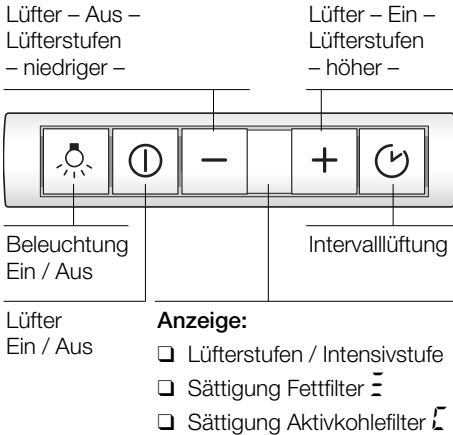 Lüfter – Aus –
Lüfterstufen
– niedriger –
Lüfter – Ein –
Lüfterstufen
– höher –
Beleuchtung
Ein / Aus
Intervalllüftung
Lüfter
Ein / Aus
Anzeige:
❑ Lüfterstufen / Intensivstufe
❑ Sättigung Fettfilter
❑ Sättigung Aktivkohlefilter